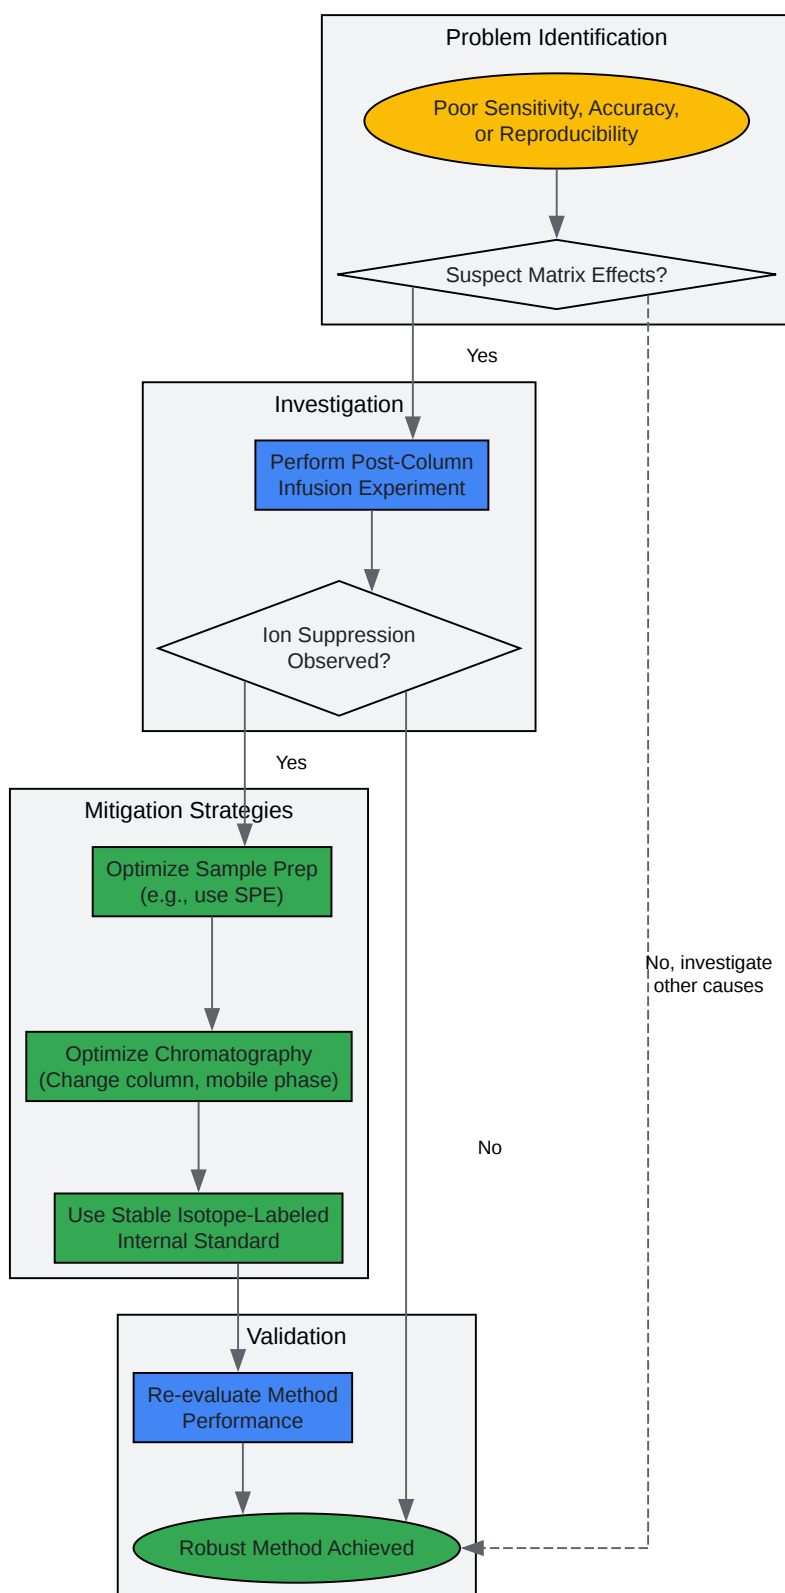 Problem Identification
Poor Sensitivity, Accuracy,
or Reproducibility
Suspect Matrix Effects?
Yes
Investigation
Perform Post-Column
Infusion Experiment
Ion Suppression
Observed?
Yes
Mitigation Strategies
Optimize Sample Prep
(e.g., use SPE)
No, investigate
other causes
Optimize Chromatography
(Change column, mobile phase)
No
Use Stable Isotope-Labeled
Internal Standard
Validation
Re-evaluate Method
Performance
Robust Method Achieved